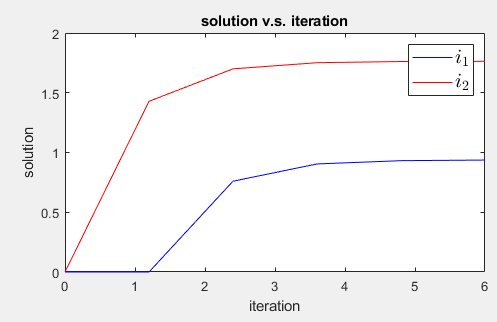 solution v.s. iteration
2
1.5
1
0.5
0
solution
i₁
i₂
0 1 2 3 4 5 6
iteration